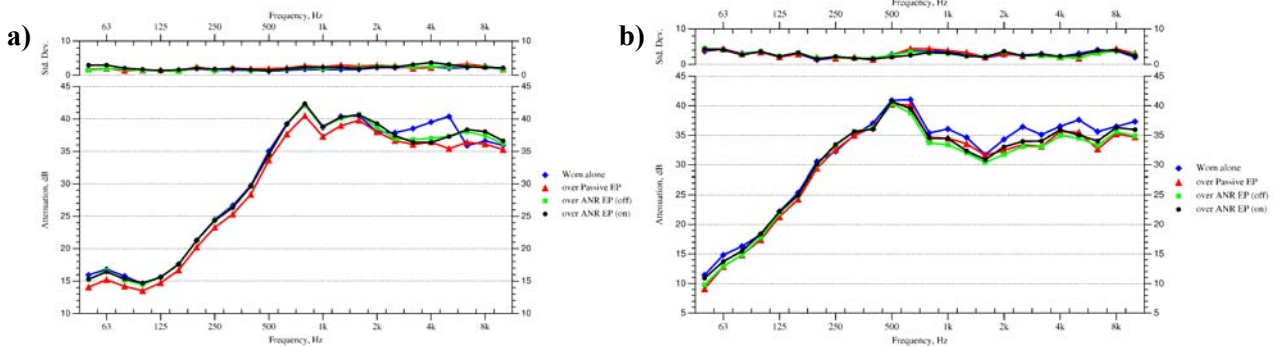 a)
Frequency, Hz
63 125 250 500 1k 2k 4k 8k
Std. Dev.
10 10
0 0
45 45
40 40
35 35
30 30
25 25
20 20
15 15
10 10
Attenuation, dB
63 125 250 500 1k 2k 4k 8k
Frequency, Hz
Worn alone
over Passive EP
over ANR EP (off)
over ANR EP (on)
b)
Frequency, Hz
63 125 250 500 1k 2k 4k 8k
Std. Dev.
10 10
0 0
45 45
40 40
35 35
30 30
25 25
20 20
15 15
10 10
5 5
Attenuation, dB
63 125 250 500 1k 2k 4k 8k
Frequency, Hz
Worn alone
over Passive EP
over ANR EP (off)
over ANR EP (on)